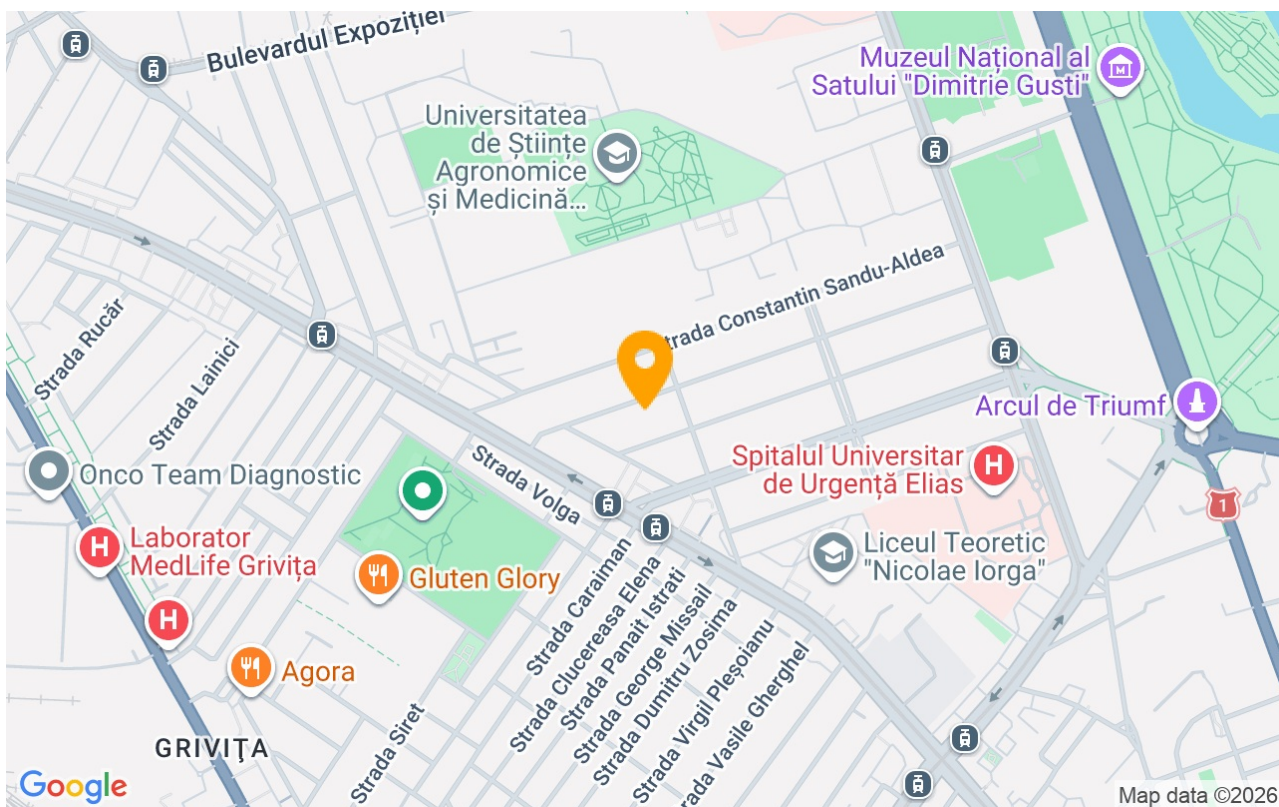 Bulevardul Expoziției
Muzeul Național al
Satului "Dimitrie Gusti"
M
Universitatea
de Științe
Agronomice
și Medicină...
Strada Constantin Sandu-Aldea
Strada Rucăr
Strada Lainici
Arcul de Triumf
Onco Team Diagnostic
Strada Volga
Spitalul Universitar
de Urgență Elias
H
1
H
Laborator
MedLife Grivița
Liceul Teoretic
"Nicolae Iorga"
Gluten Glory
H
Agora
Strada Caraiman
Strada Clucereasa Elena
Strada Panait Istrati
Strada George Missail
Strada Dumitru Zosima
Strada Virgil Pleșoianu
rada Vasile Gherghel
Strada Siret
GRIVIȚA
Google
Map data ©2026